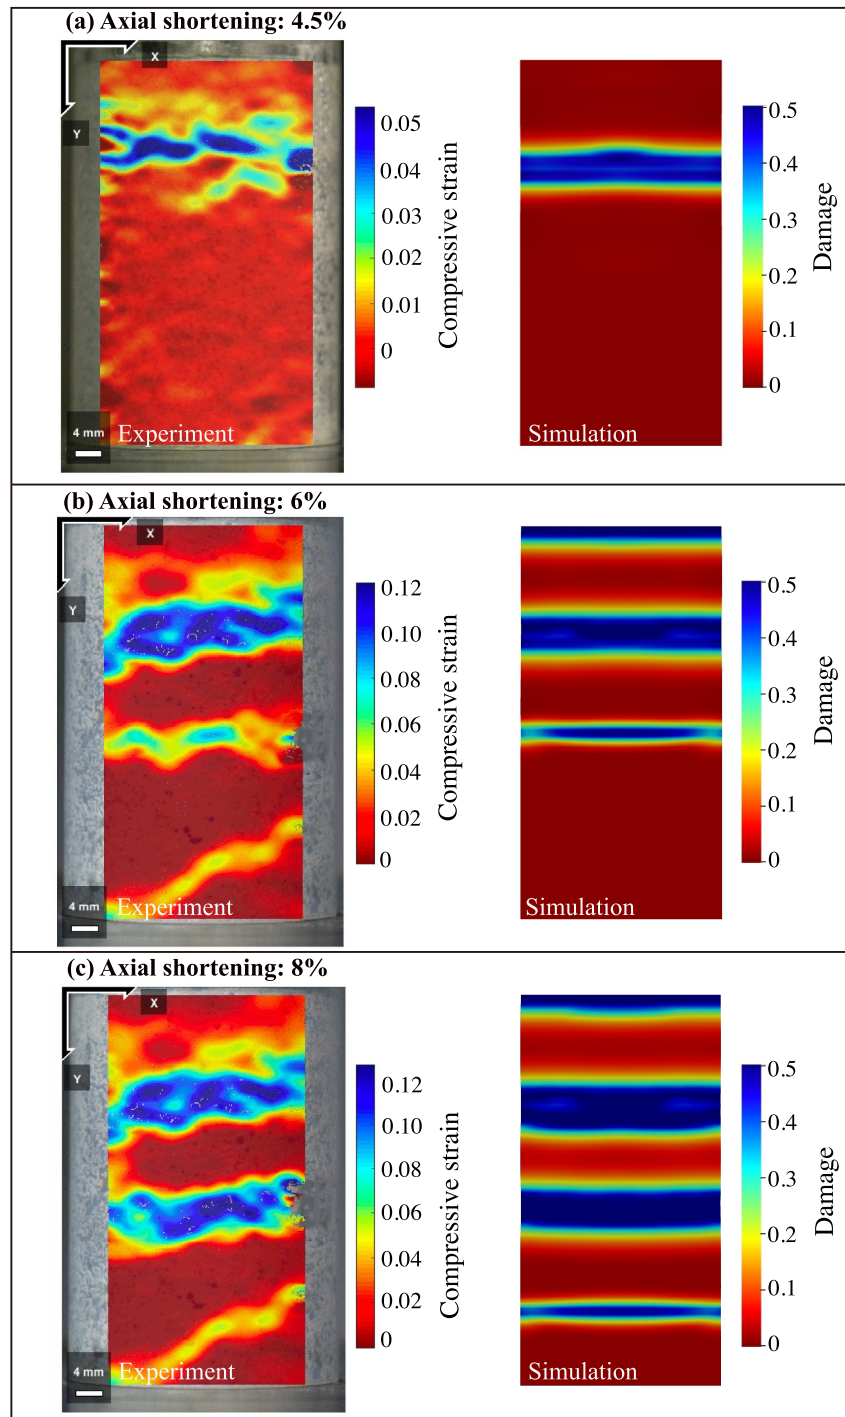 (a) Axial shortening: 4.5%
X
Y
4 mm
Experiment
0.05
0.04
0.03
0.02
0.01
0
Compressive strain
Simulation
0.5
0.4
0.3
0.2
0.1
0
Damage
(b) Axial shortening: 6%
X
Y
4 mm
Experiment
0.12
0.10
0.08
0.06
0.04
0.02
0
Compressive strain
Simulation
0.5
0.4
0.3
0.2
0.1
0
Damage
(c) Axial shortening: 8%
X
Y
4 mm
Experiment
0.12
0.10
0.08
0.06
0.04
0.02
0
Compressive strain
Simulation
0.5
0.4
0.3
0.2
0.1
0
Damage